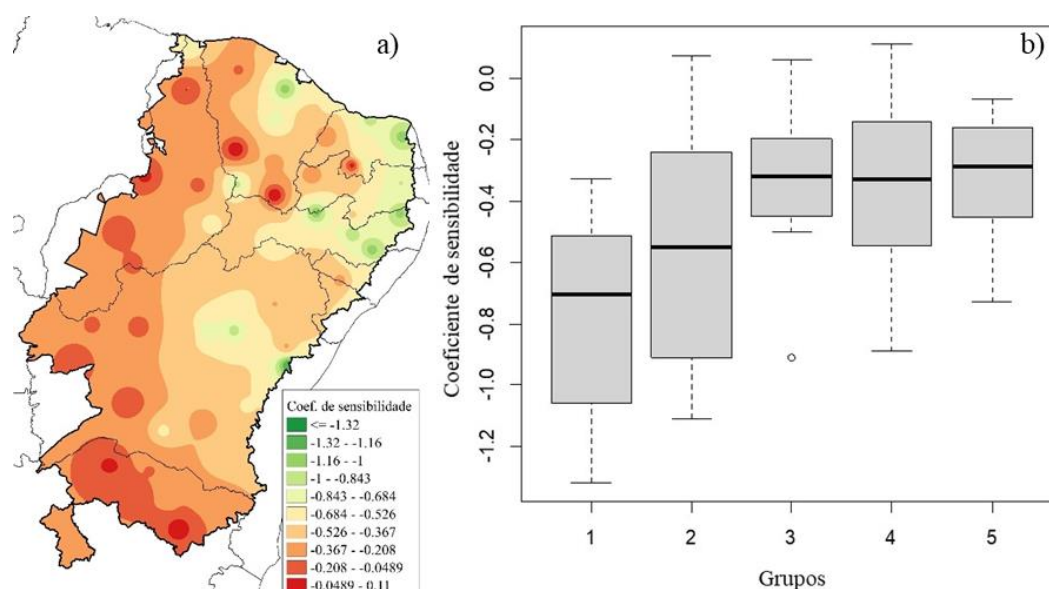 a)
Coef. de sensibilidade
<= -1.32
-1.32 - -1.16
-1.16 - -1
-1 - -0.843
-0.843 - -0.684
-0.684 - -0.526
-0.526 - -0.367
-0.367 - -0.208
-0.208 - -0.0489
-0.0489 - 0.11
b)
Coeficiente de sensibilidade
0.0
-0.2
-0.4
-0.6
-0.8
-1.0
-1.2
1 2 3 4 5
Grupos